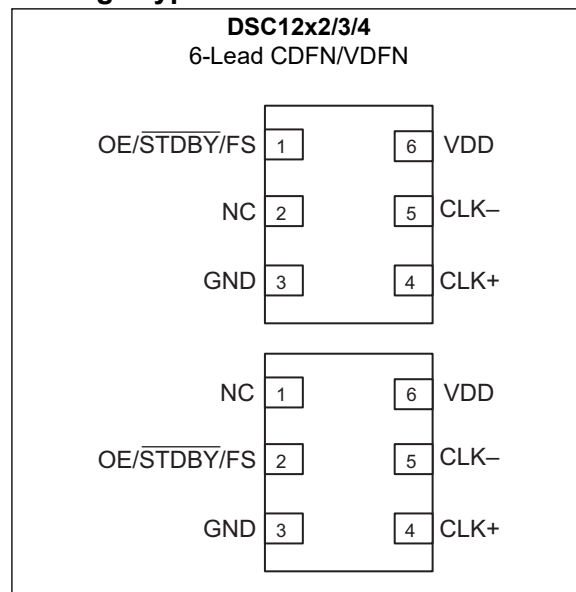 DSC12x2/3/4
6-Lead CDFN/VDFN
OE/STDBY/FS 1 6 VDD
NC 2 5 CLK–
GND 3 4 CLK+
NC 1 6 VDD
OE/STDBY/FS 2 5 CLK–
GND 3 4 CLK+